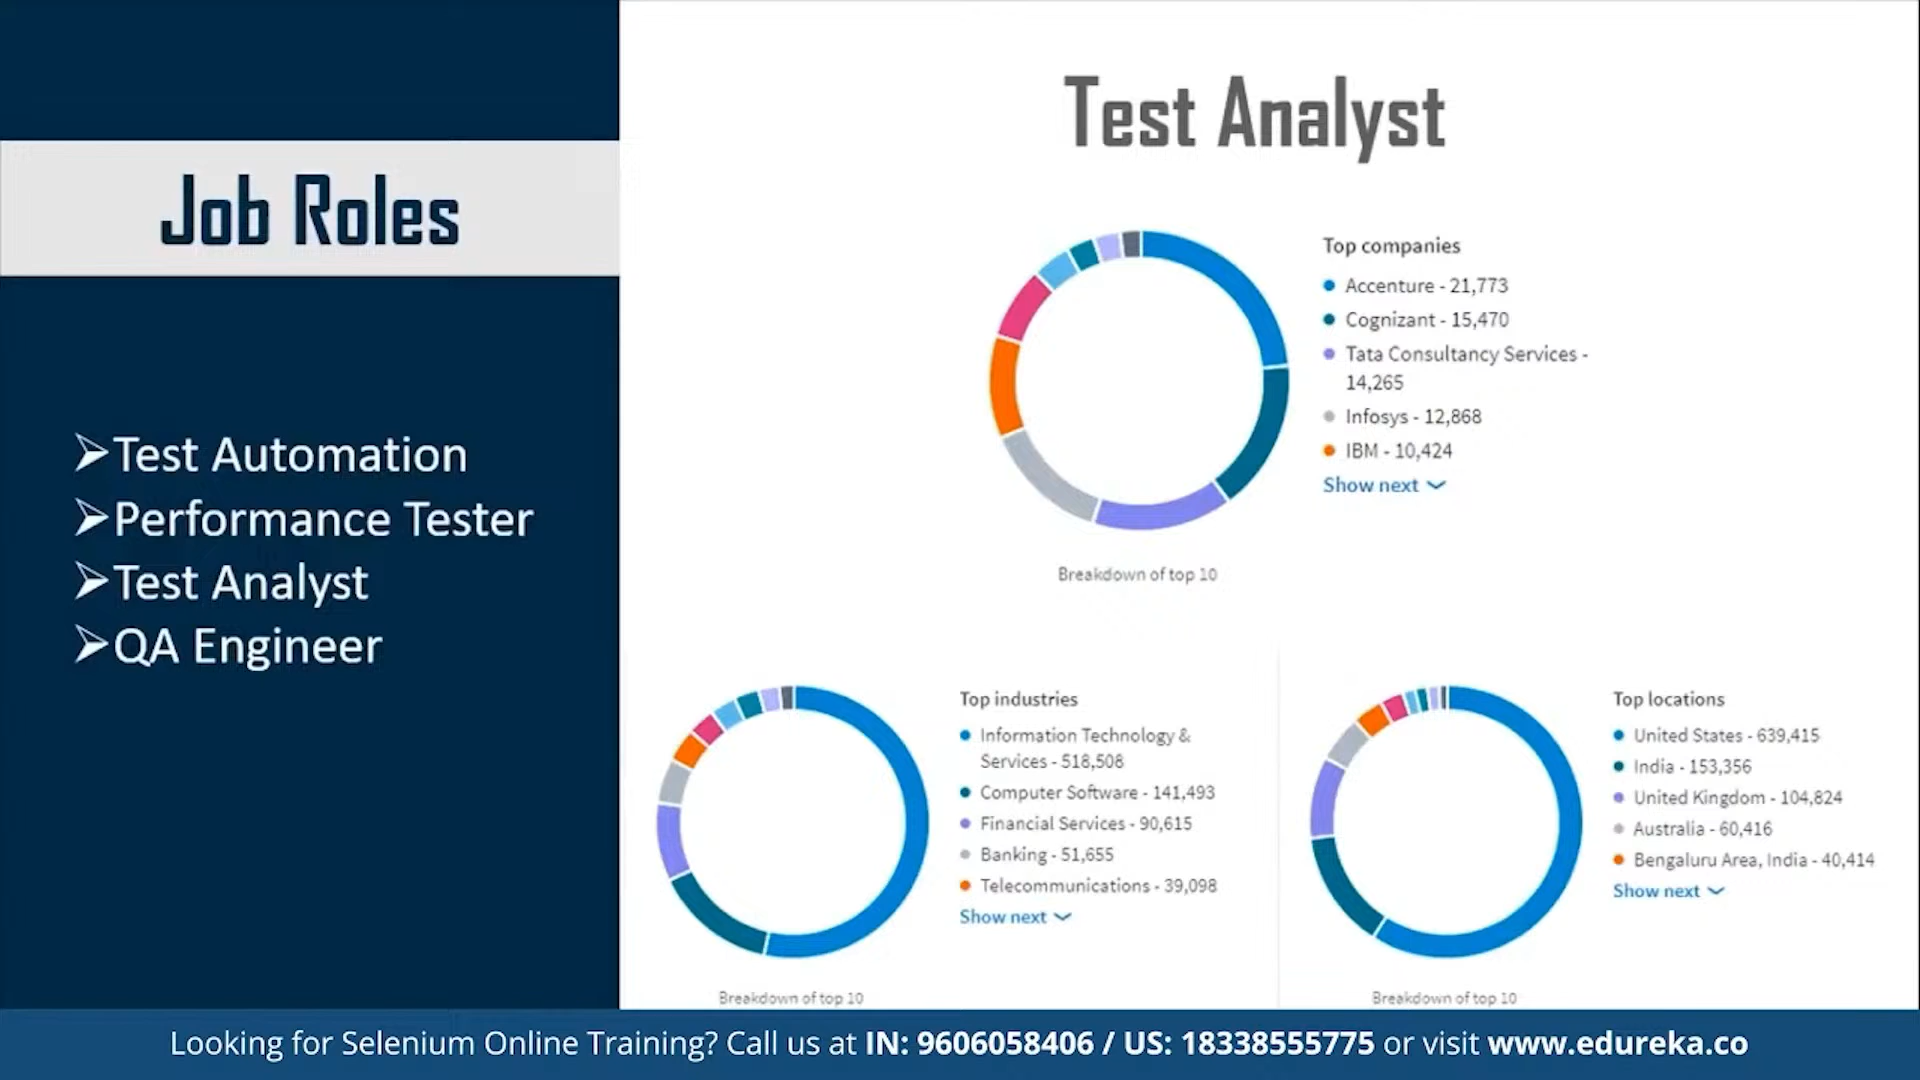 Job Roles
➢Test Automation
➢Performance Tester
➢Test Analyst
➢QA Engineer
Test Analyst
Top companies
Accenture - 21,773
Cognizant - 15,470
Tata Consultancy Services -
14,265
Infosys - 12,868
IBM - 10,424
Show next
Breakdown of top 10
Top industries
Information Technology &
Services - 518,508
Computer Software - 141,493
Financial Services - 90,615
Banking - 51,655
Telecommunications - 39,098
Show next
Breakdown of top 10
Top locations
United States - 639,415
India - 153,356
United Kingdom - 104,824
Australia - 60,416
Bengaluru Area, India - 40,414
Show next
Breakdown of top 10
Looking for Selenium Online Training? Call us at IN: 9606058406 / US: 18338555775 or visit www.edureka.co